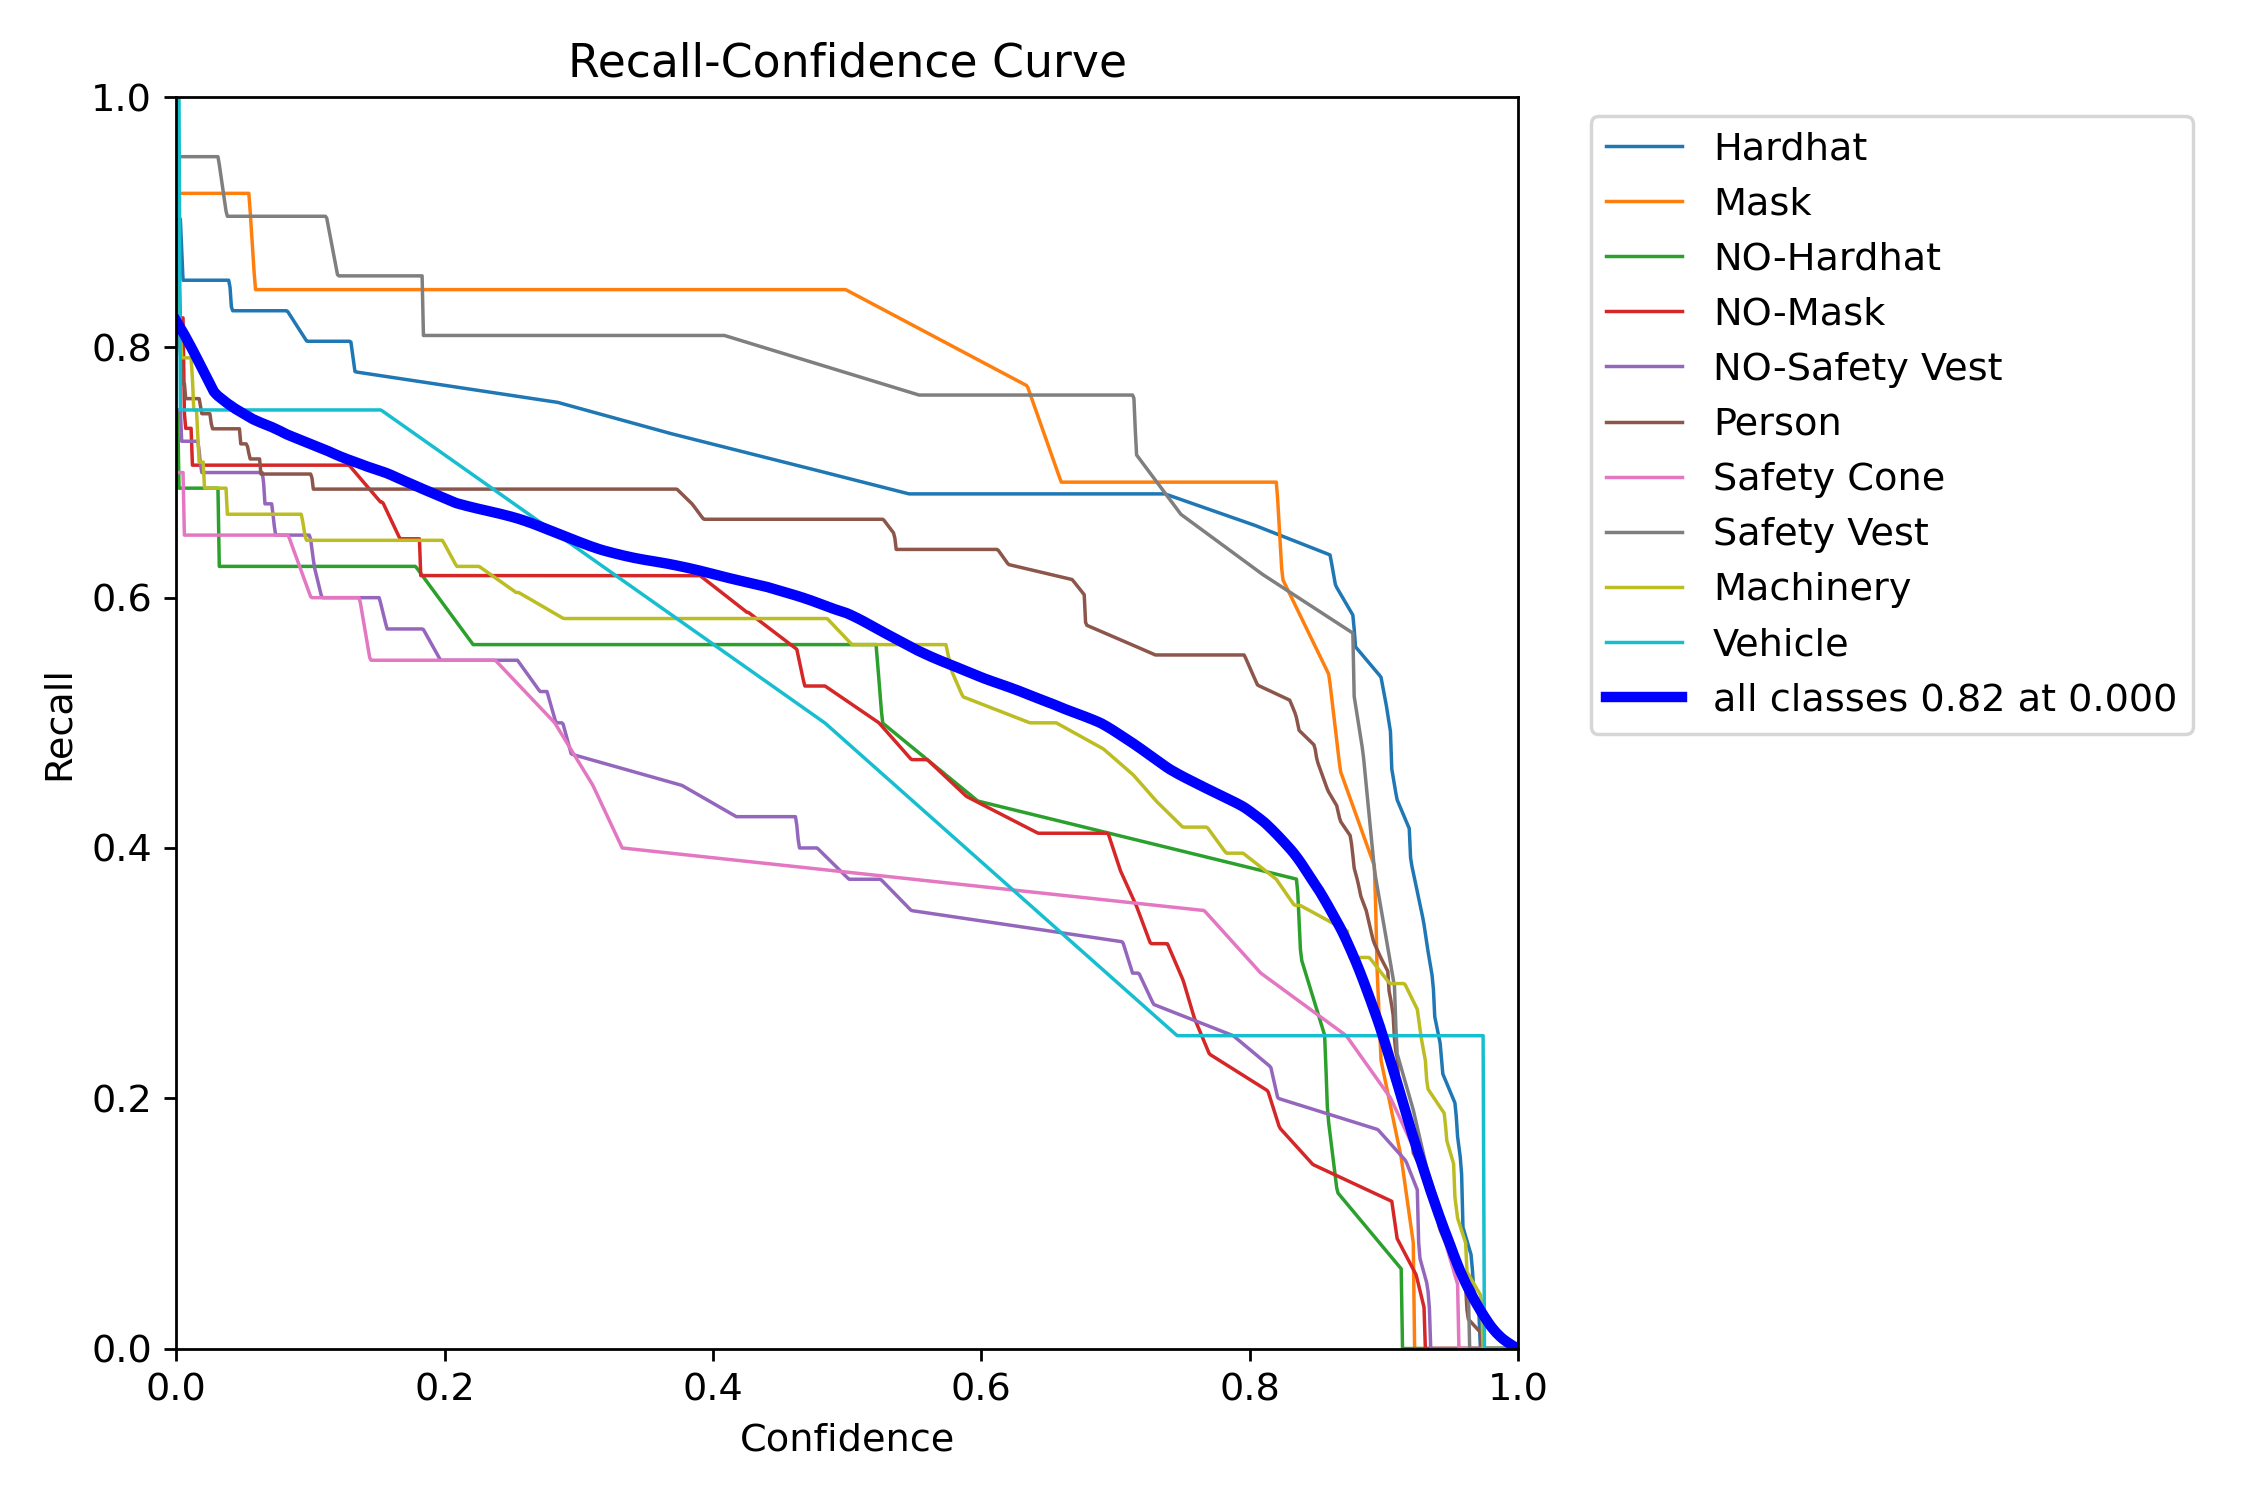 Recall-Confidence Curve
1.0
0.8
0.6
0.4
0.2
0.0
Recall
0.0 0.2 0.4 0.6 0.8 1.0
Confidence
Hardhat
Mask
NO-Hardhat
NO-Mask
NO-Safety Vest
Person
Safety Cone
Safety Vest
Machinery
Vehicle
all classes 0.82 at 0.000